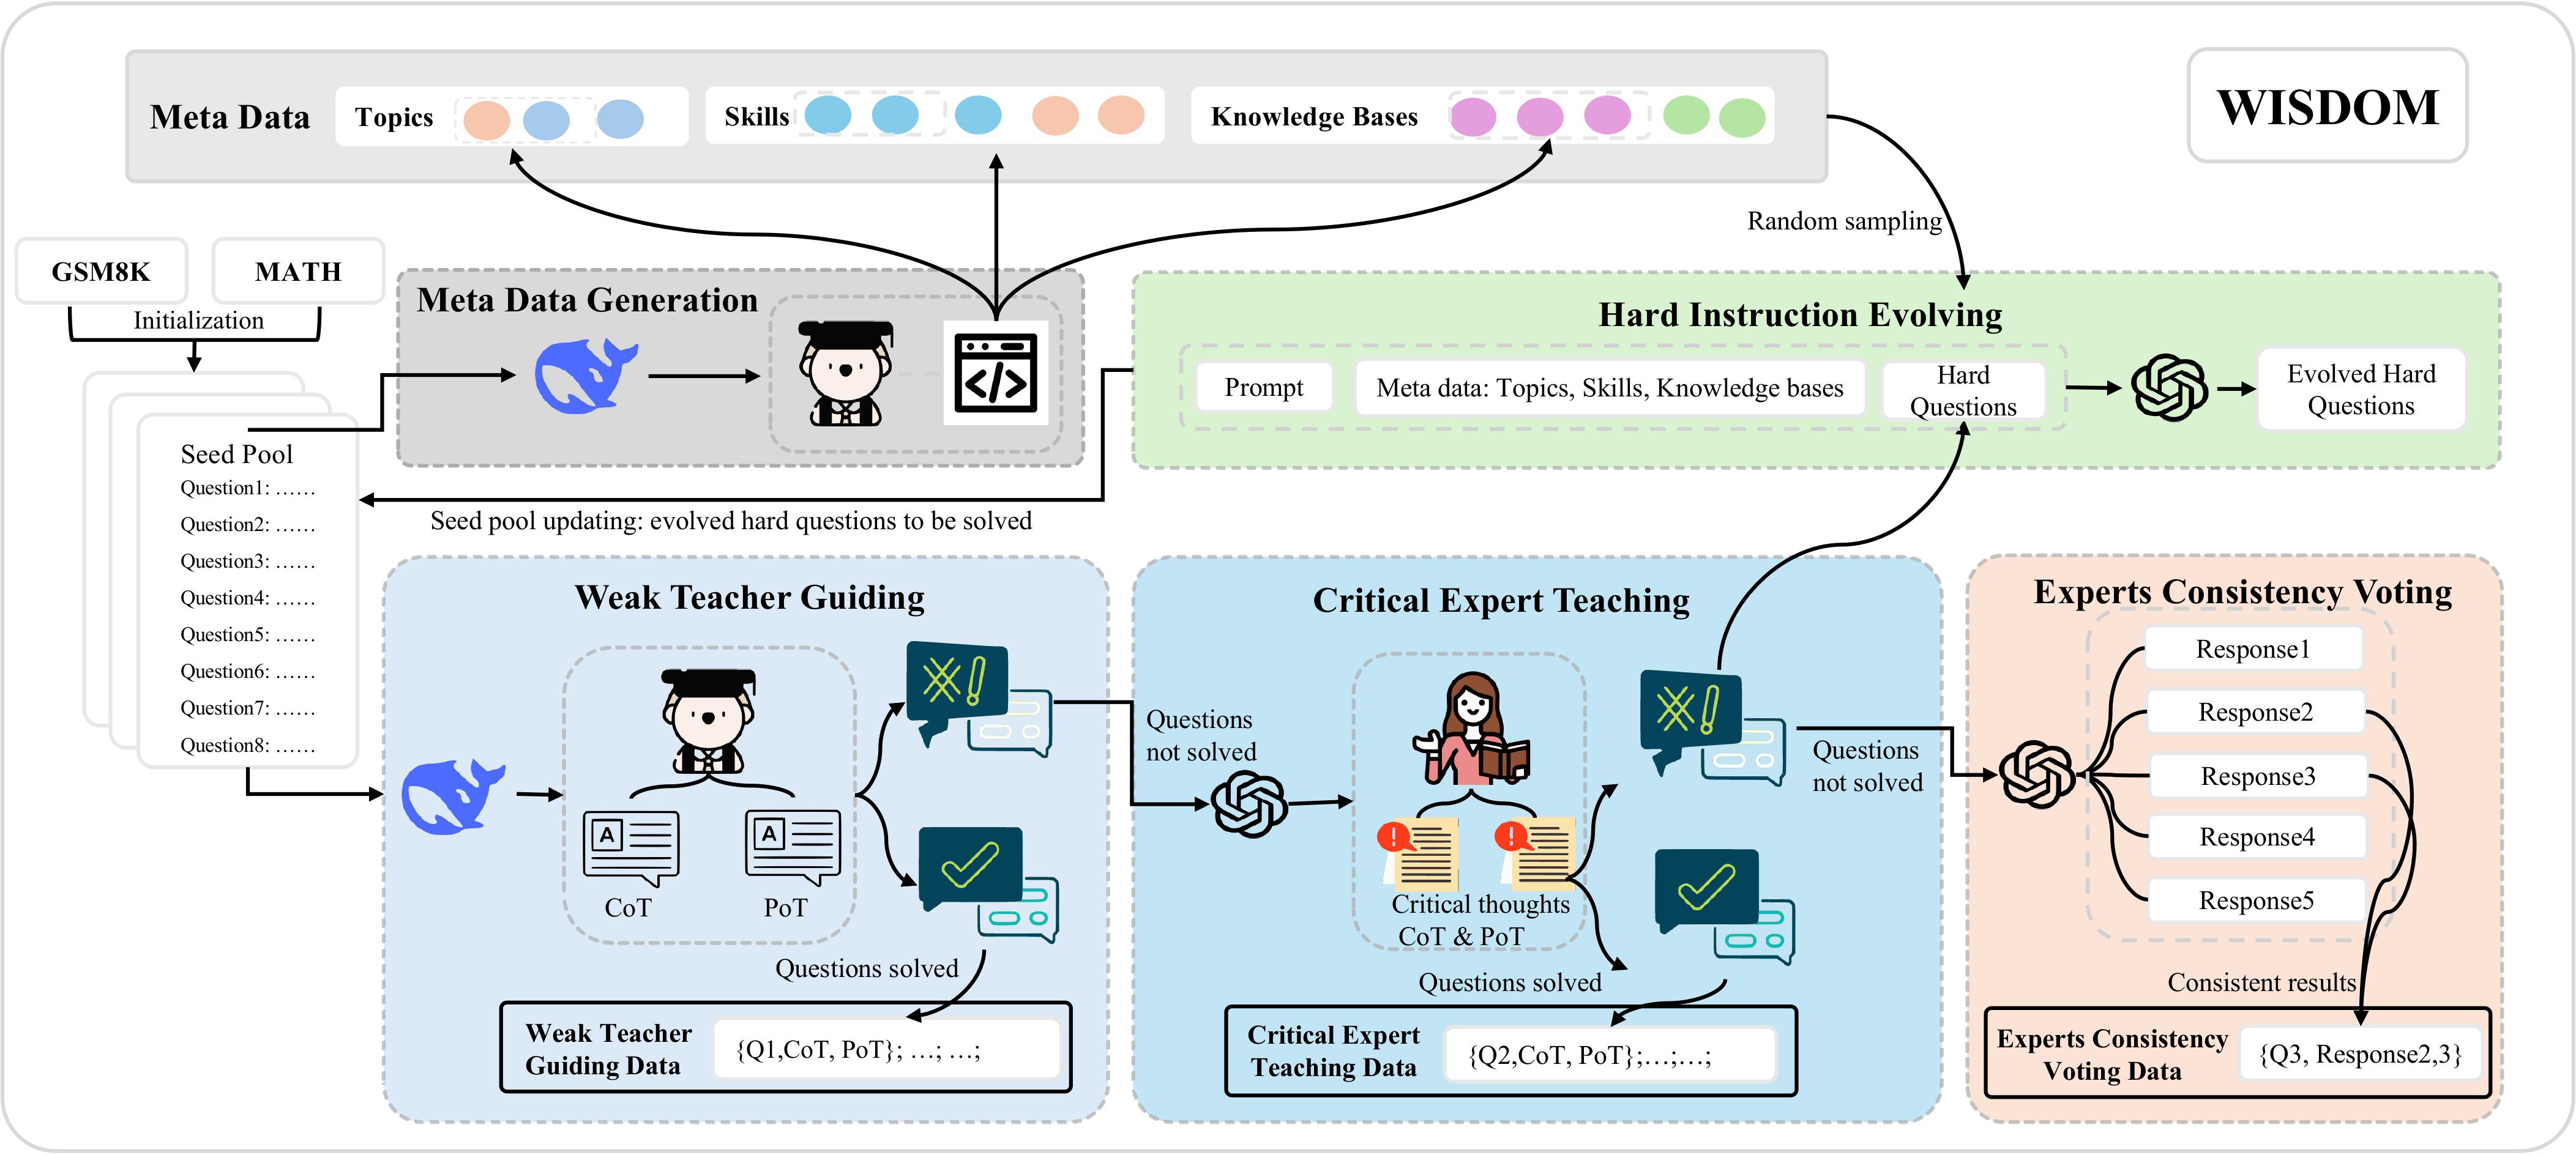 WISDOM
Meta Data
Topics
Skills
Knowledge Bases
Random sampling
GSM8K
MATH
Initialization
Meta Data Generation
Hard Instruction Evolving
Prompt
Meta data: Topics, Skills, Knowledge bases
Hard
Questions
Evolved Hard
Questions
Seed Pool
Question1: ......
Question2: ......
Question3: ......
Question4: ......
Question5: ......
Question6: ......
Question7: ......
Question8: ......
Seed pool updating: evolved hard questions to be solved
Weak Teacher Guiding
A
A
CoT
PoT
Questions solved
Weak Teacher
Guiding Data
{Q1,CoT, PoT}; …; …;
Questions
not solved
Critical Expert Teaching
Critical thoughts
CoT & PoT
Questions solved
Critical Expert
Teaching Data
{Q2,CoT, PoT};…;…;
Questions
not solved
Experts Consistency Voting
Response1
Response2
Response3
Response4
Response5
Consistent results
Experts Consistency
Voting Data
{Q3, Response2,3}